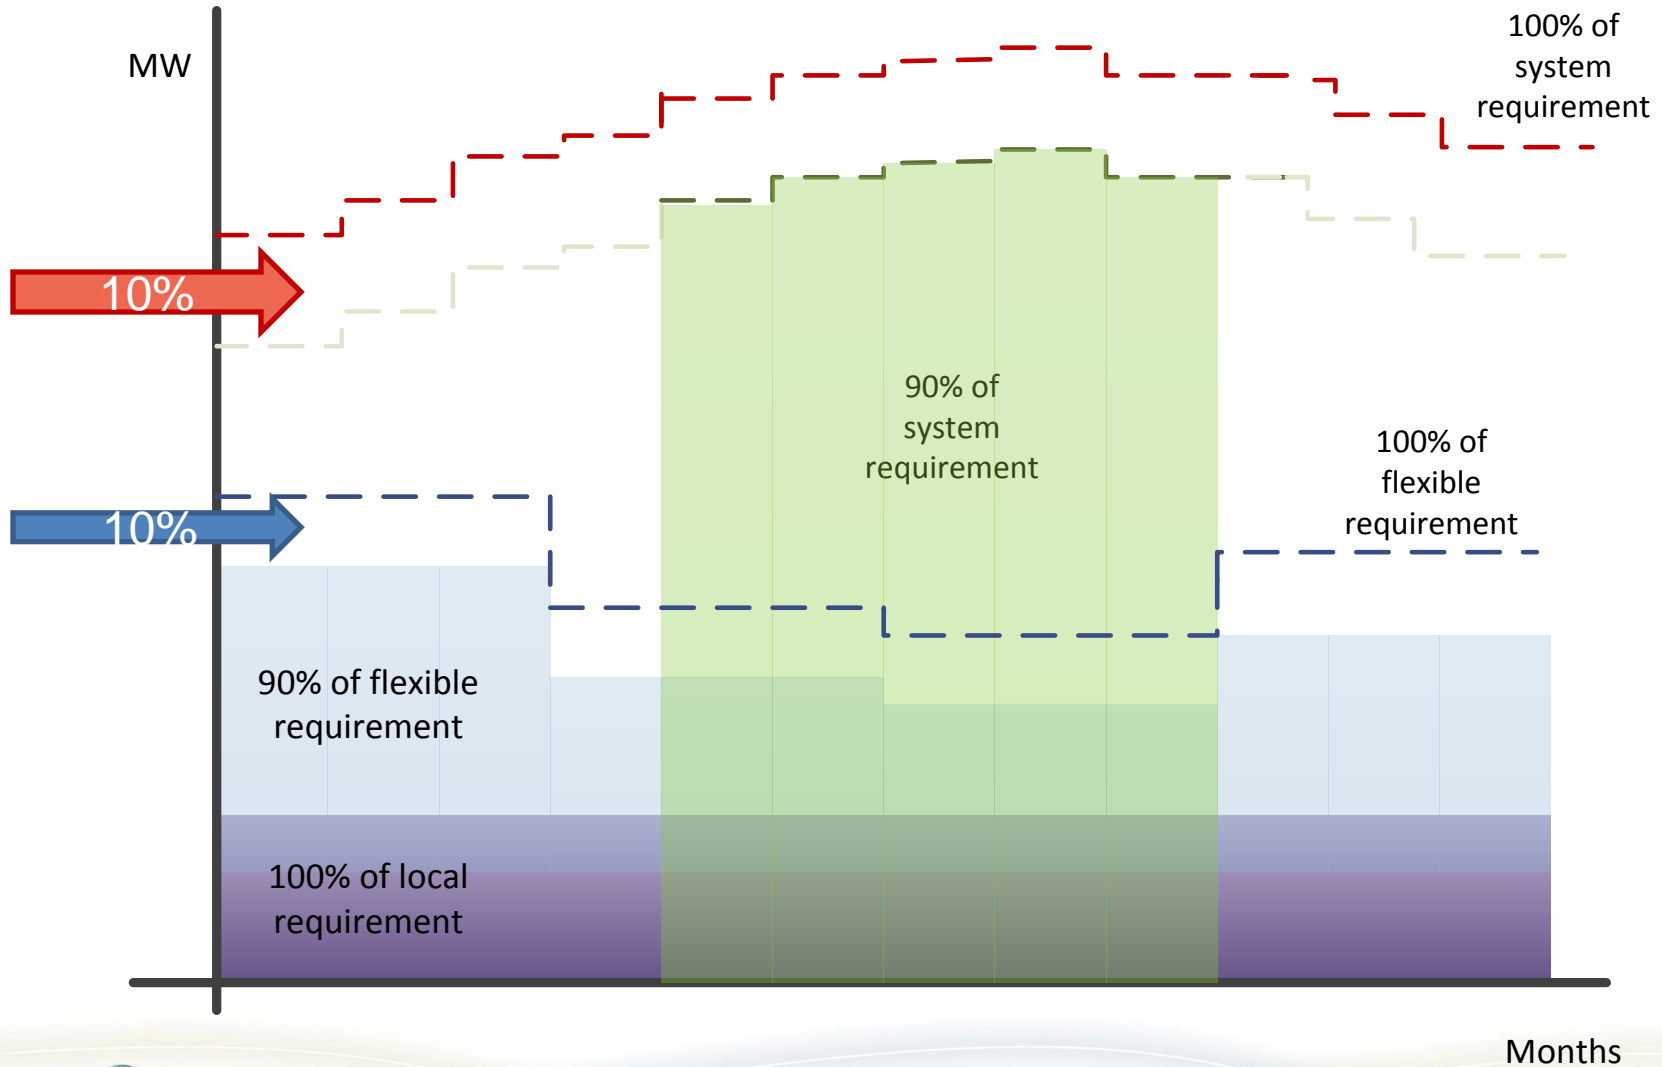 MW
100% of
system
requirement
10%
90% of
system
requirement
100% of
flexible
requirement
10%
90% of flexible
requirement
100% of local
requirement
Months